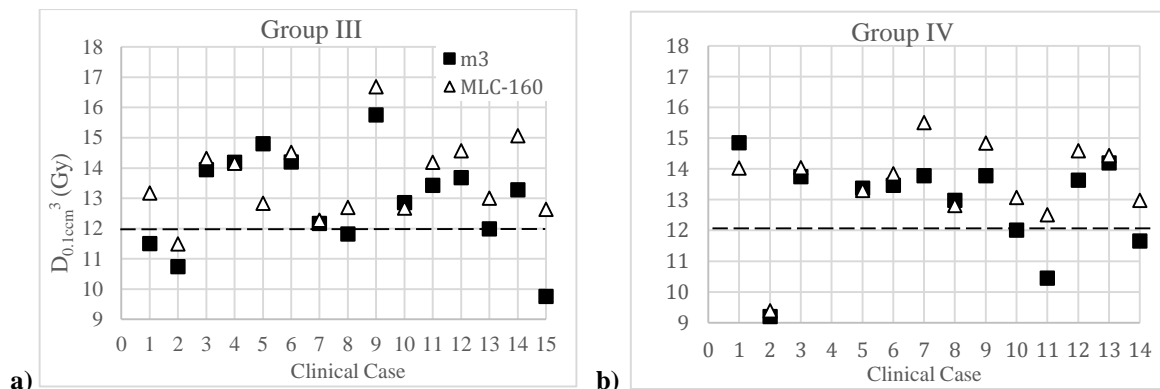 Group III
18
17
16
15
14
13
12
11
10
9
D0.1ccm3 (Gy)
m3
MLC-160
0 1 2 3 4 5 6 7 8 9 10 11 12 13 14 15
Clinical Case
a)
Group IV
18
17
16
15
14
13
12
11
10
9
0 1 2 3 4 5 6 7 8 9 10 11 12 13 14
Clinical Case
b)